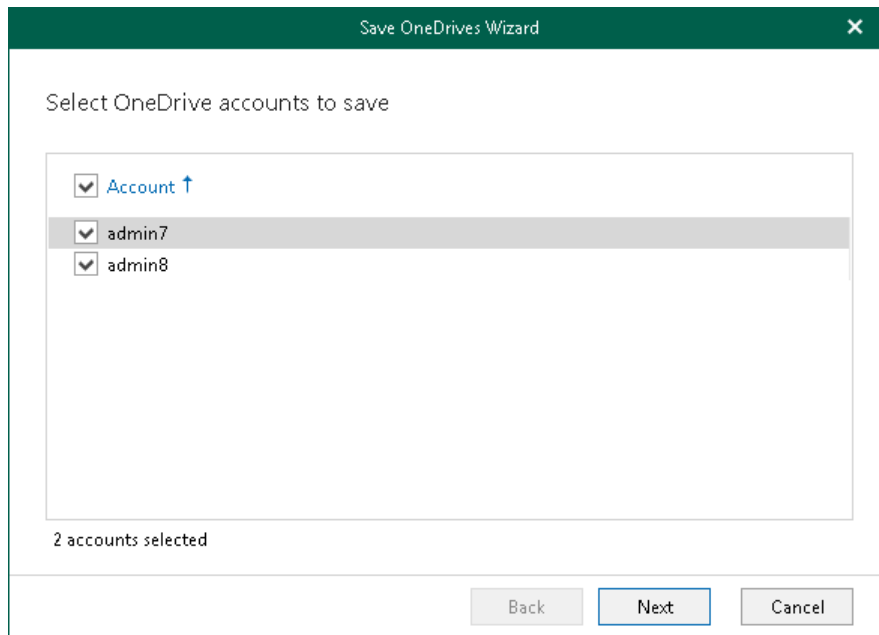 Save OneDrives Wizard
Select OneDrive accounts to save
Account ↑
admin7
admin8
2 accounts selected
Back Next Cancel